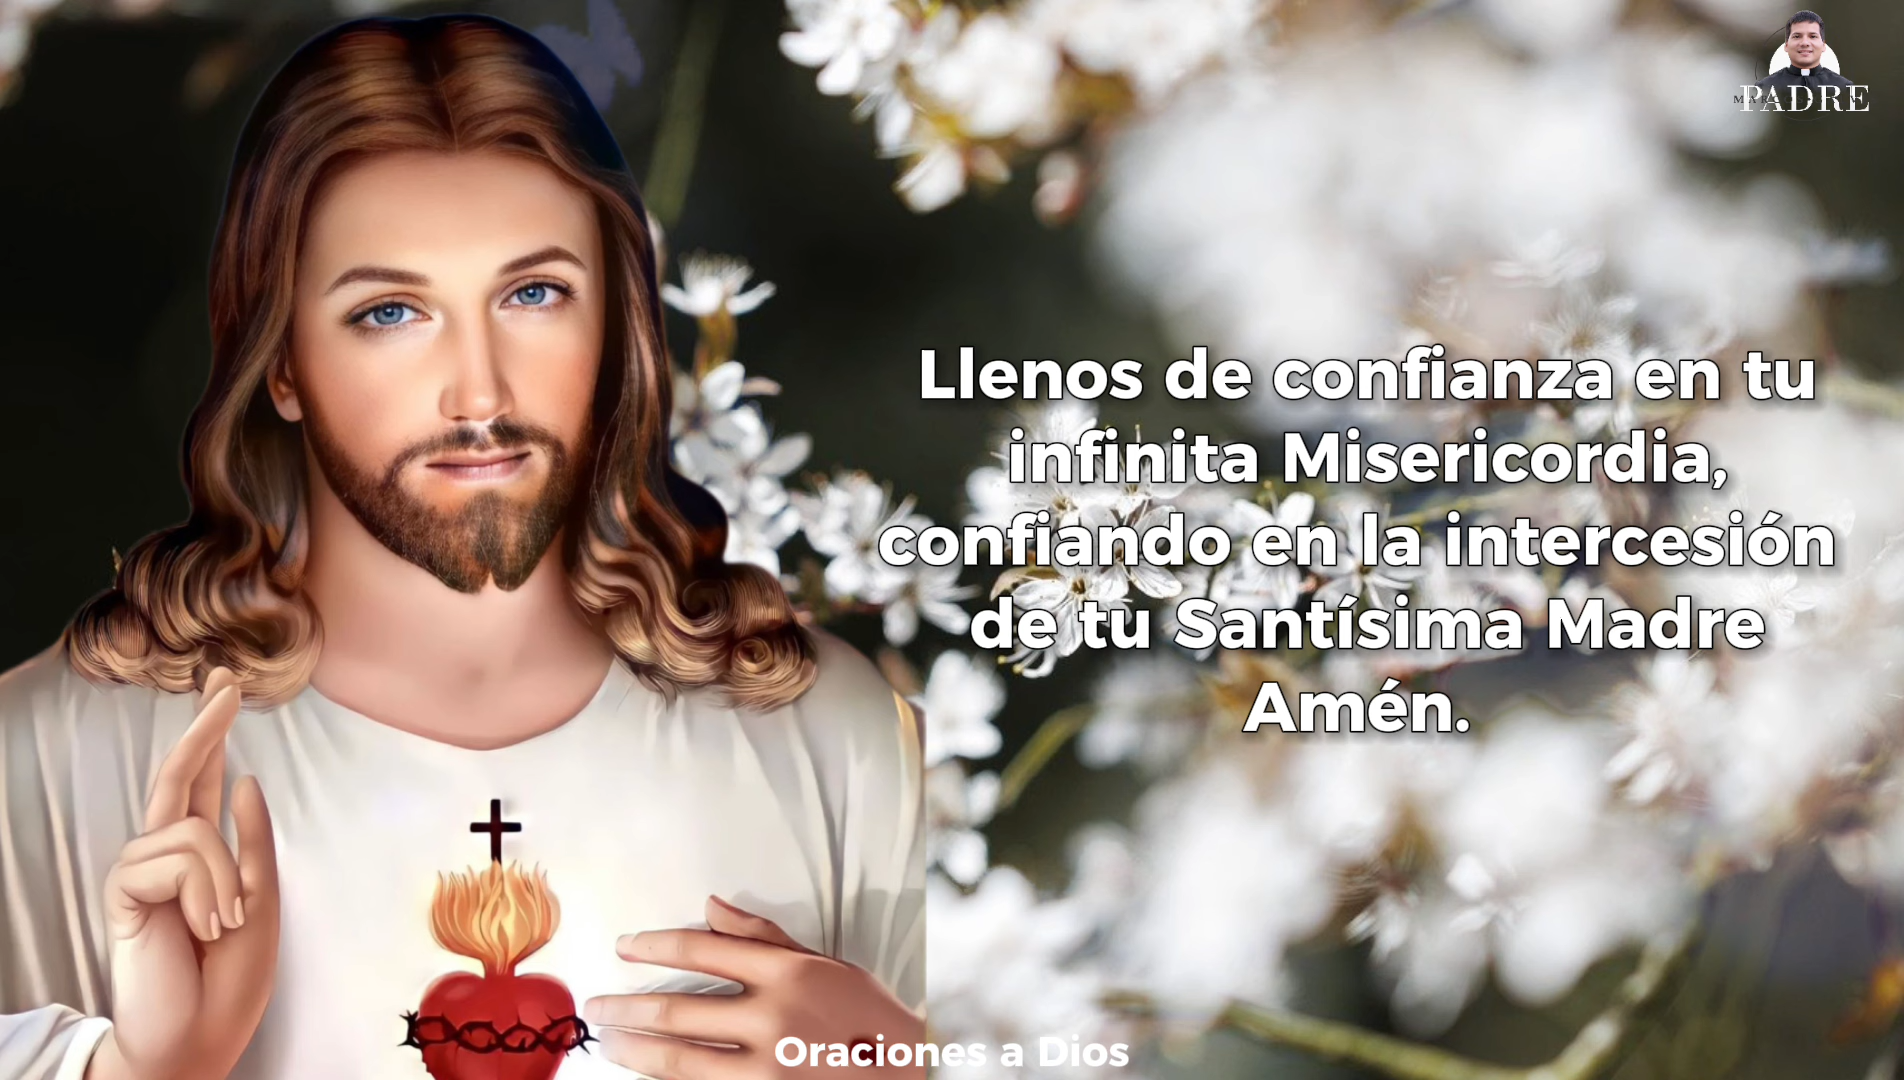 PADRE
Llenos de confianza en tu
infinita Misericordia,
confiando en la intercesión
de tu Santísima Madre
Amén.
Oraciones a Dios